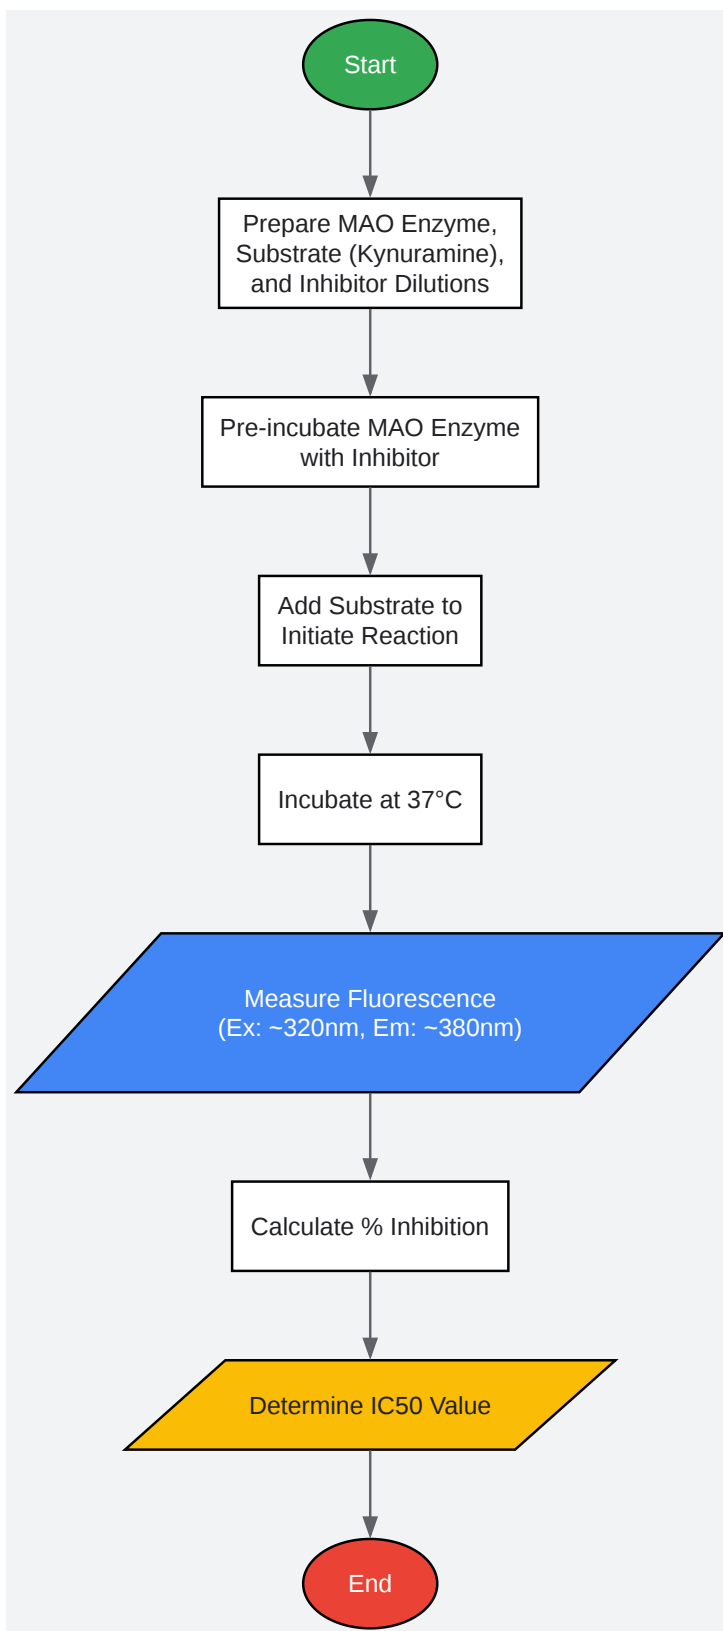 Start
Prepare MAO Enzyme,
Substrate (Kynuramine),
and Inhibitor Dilutions
Pre-incubate MAO Enzyme
with Inhibitor
Add Substrate to
Initiate Reaction
Incubate at 37°C
Measure Fluorescence
(Ex: ~320nm, Em: ~380nm)
Calculate % Inhibition
Determine IC50 Value
End